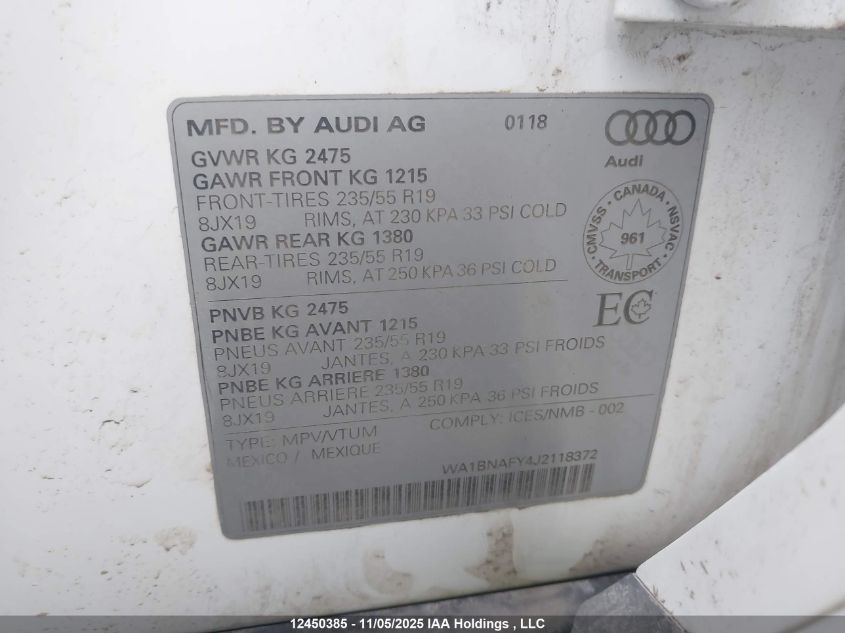 MFD. BY AUDI AG 0118
Audi
GVWR KG 2475
GAWR FRONT KG 1215
FRONT-TIRES 235/55 R19
8JX19 RIMS, AT 230 KPA 33 PSI COLD
GAWR REAR KG 1380
REAR-TIRES 235/55 R19
8JX19 RIMS, AT 250 KPA 36 PSI COLD
CMVSS - CANADA - NSVAC - TRANSPORT -
961
EC
PNVB KG 2475
PNBE KG AVANT 1215
PNEUS AVANT 235/55 R19
8JX19 JANTES, A 230 KPA 33 PSI FROIDS
PNBE KG ARRIERE 1380
PNEUS ARRIERE 235/55 R19
8JX19 JANTES, A 250 KPA 36 PSI FROIDS
TYPE: MPV/VTUM COMPLY: ICES/NMB - 002
MEXICO / MEXIQUE
WA1BNAFY4J2118372
12450385 - 11/05/2025 IAA Holdings , LLC